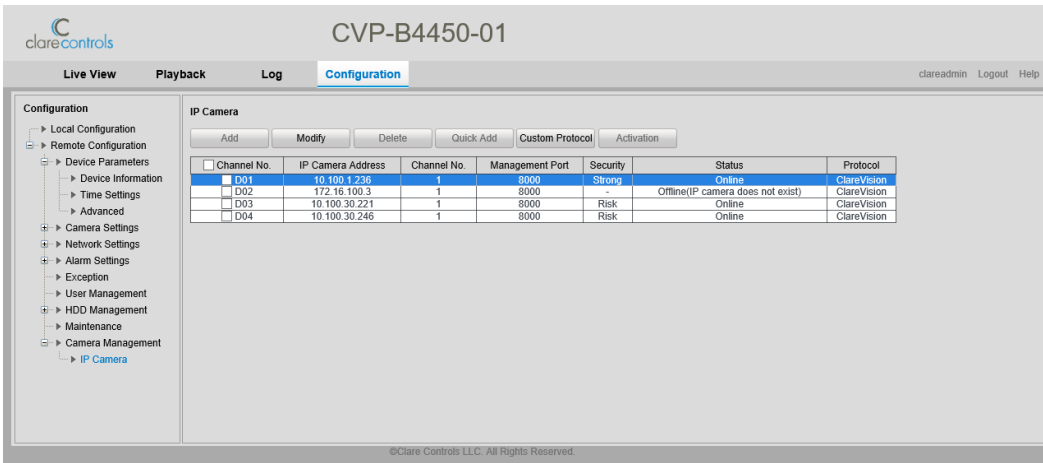 clarecontrols
CVP-B4450-01
Live View Playback Log Configuration clareadmin Logout Help
Configuration
Local Configuration
Remote Configuration
Device Parameters
Device Information
Time Settings
Advanced
Camera Settings
Network Settings
Alarm Settings
Exception
User Management
HDD Management
Maintenance
Camera Management
IP Camera
IP Camera
Add Modify Delete Quick Add Custom Protocol Activation
Channel No. IP Camera Address Channel No. Management Port Security Status Protocol
D01 10.100.1.236 1 8000 Strong Online ClareVision
D02 172.16.100.3 1 8000 - Offline(IP camera does not exist) ClareVision
D03 10.100.30.221 1 8000 Risk Online ClareVision
D04 10.100.30.246 1 8000 Risk Online ClareVision
©Clare Controls LLC. All Rights Reserved.